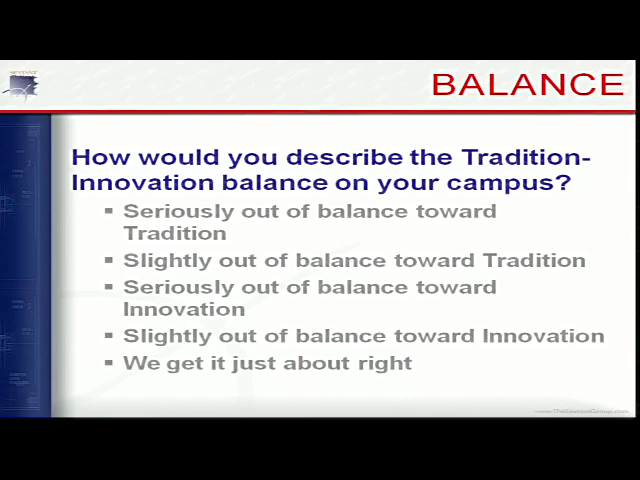 BALANCE
How would you describe the Tradition-
Innovation balance on your campus?
▪ Seriously out of balance toward
Tradition
▪ Slightly out of balance toward Tradition
▪ Seriously out of balance toward
Innovation
▪ Slightly out of balance toward Innovation
▪ We get it just about right